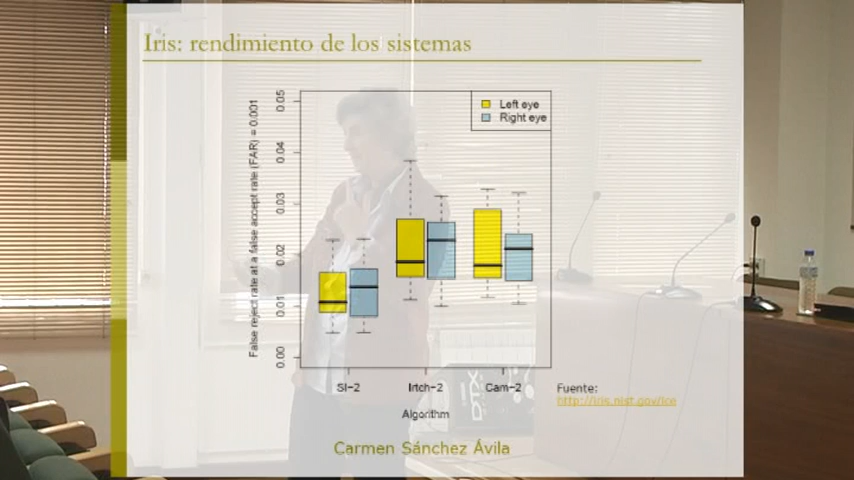 Iris: rendimiento de los sistemas
False reject rate at a false accept rate (FAR) = 0.001
0.05
0.04
0.03
0.02
0.01
0.00
Left eye
Right eye
SI-2
Irtch-2
Cam-2
Algorithm
Fuente:
http://iris.nist.gov/ice
Carmen Sánchez Ávila